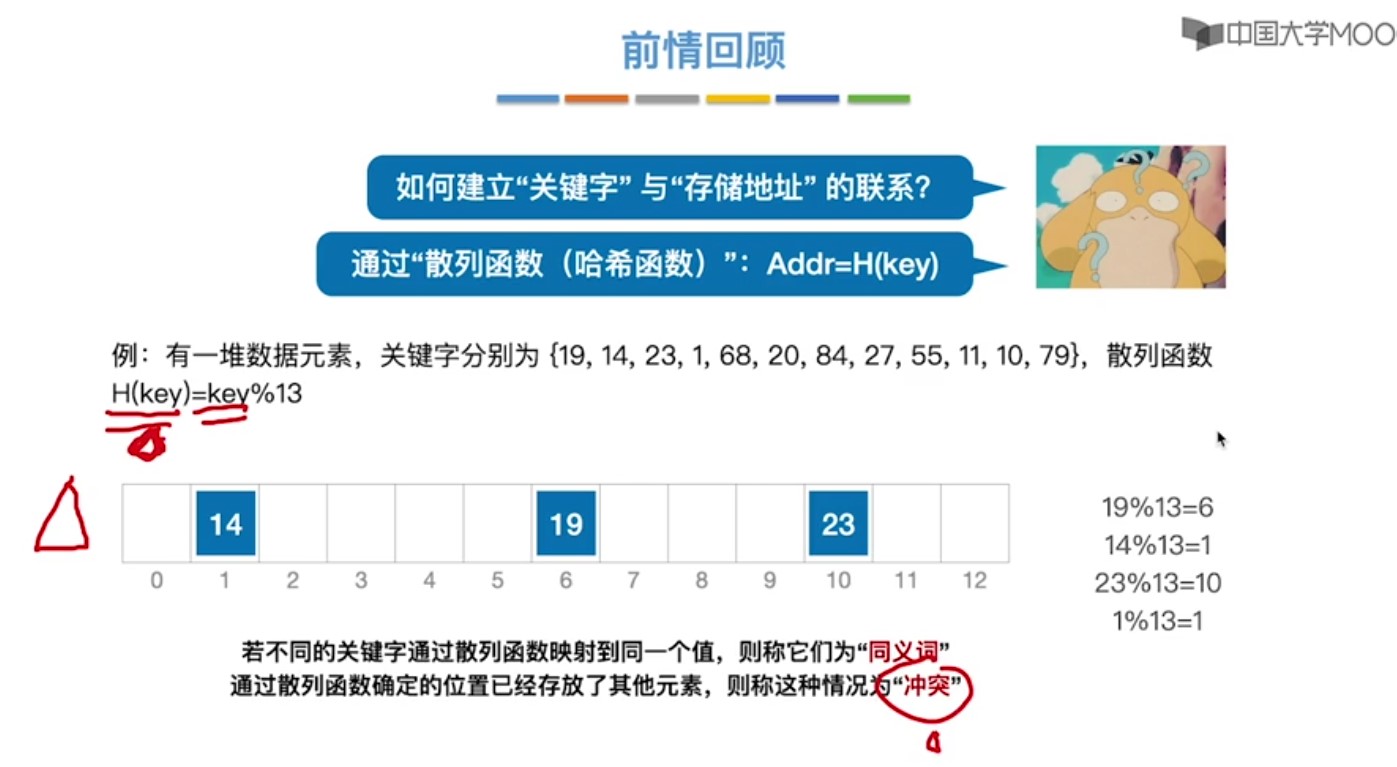 中国大学MOO
前情回顾
如何建立“关键字” 与“存储地址” 的联系?
通过“散列函数（哈希函数）”：Addr=H(key)
例：有一堆数据元素，关键字分别为 {19, 14, 23, 1, 68, 20, 84, 27, 55, 11, 10, 79}，散列函数
H(key)=key%13
14 19 23
0 1 2 3 4 5 6 7 8 9 10 11 12
19%13=6
14%13=1
23%13=10
1%13=1
若不同的关键字通过散列函数映射到同一个值，则称它们为“同义词”
通过散列函数确定的位置已经存放了其他元素，则称这种情况为“冲突”